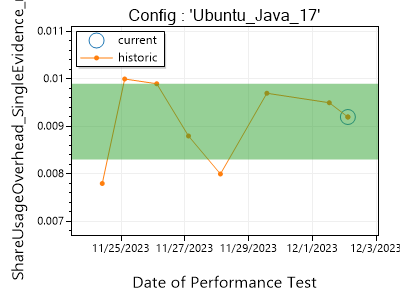 Config : 'Ubuntu_Java_17'
ShareUsageOverhead_SingleEvidence_
current
historic
0.011
0.01
0.009
0.008
0.007
11/25/2023
11/27/2023
11/29/2023
12/1/2023
12/3/2023
Date of Performance Test